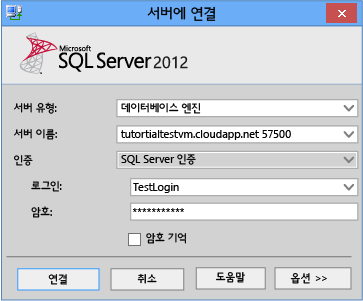 서버에 연결
Microsoft
SQL Server 2012
서버 유형: 데이터베이스 엔진
서버 이름: tutortialtestvm.cloudapp.net 57500
인증 SQL Server 인증
로그인: TestLogin
암호: ***********
암호 기억
연결 취소 도움말 옵션 >>